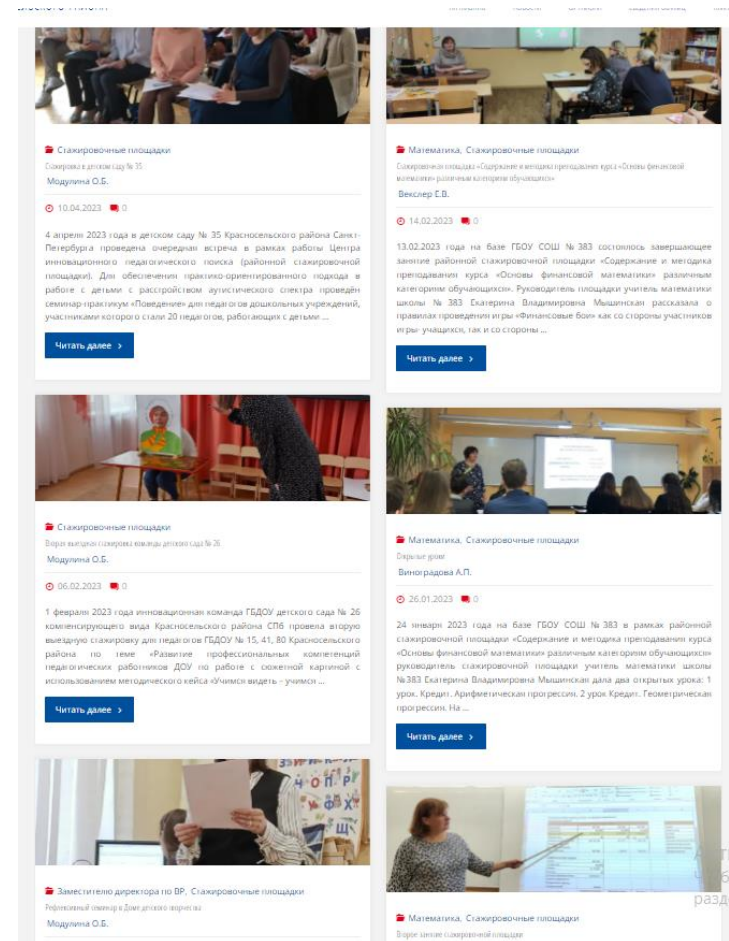 Стажировочные площадки
Стажировка в детском саду № 35
Модулина О.Б.
10.04.2023 0
4 апреля 2023 года в детском саду № 35 Красносельского района Санкт-
Петербурга проведена очередная встреча в рамках работы Центра
инновационного педагогического поиска (районной стажировочной
площадки). Для обеспечения практико-ориентированного подхода в
работе с детьми с расстройством аутистического спектра проведён
семинар-практикум «Поведение» для педагогов дошкольных учреждений,
участниками которого стали 20 педагогов, работающих с детьми ...
Читать далее
Стажировочные площадки
Вторая выездная стажировка команды детского сада № 26
Модулина О.Б.
06.02.2023 0
1 февраля 2023 года инновационная команда ГБДОУ детского сада № 26
компенсирующего вида Красносельского района СПб провела вторую
выездную стажировку для педагогов ГБДОУ № 15, 41, 80 Красносельского
района по теме «Развитие профессиональных компетенций
педагогических работников ДОУ по работе с сюжетной картиной с
использованием методического кейса «Учимся видеть – учимся ...
Читать далее
Заместителю директора по ВР, Стажировочные площадки
Рефлексивный семинар в Доме детского творчества
Модулина О.Б.
Математика, Стажировочные площадки
Стажировочная площадка «Содержание и методика преподавания курса «Основы финансовой
математики» различным категориям обучающихся»
Векслер Е.В.
14.02.2023 0
13.02.2023 года на базе ГБОУ СОШ № 383 состоялось завершающее
занятие районной стажировочной площадки «Содержание и методика
преподавания курса «Основы финансовой математики» различным
категориям обучающихся». Руководитель площадки учитель математики
школы № 383 Екатерина Владимировна Мышинская рассказала о
правилах проведения игры «Финансовые бои» как со стороны участников
игры- учащихся, так и со стороны ...
Читать далее
Математика, Стажировочные площадки
Открытые уроки
Виноградова А.П.
26.01.2023 0
24 января 2023 года на базе ГБОУ СОШ № 383 в рамках районной
стажировочной площадки «Содержание и методика преподавания курса
«Основы финансовой математики» различным категориям обучающихся»
руководитель стажировочной площадки учитель математики школы
№383 Екатерина Владимировна Мышинская дала два открытых урока: 1
урок. Кредит. Арифметическая прогрессия. 2 урок Кредит. Геометрическая
прогрессия. На ...
Читать далее
Математика, Стажировочные площадки
Второе занятие стажировочной площадки